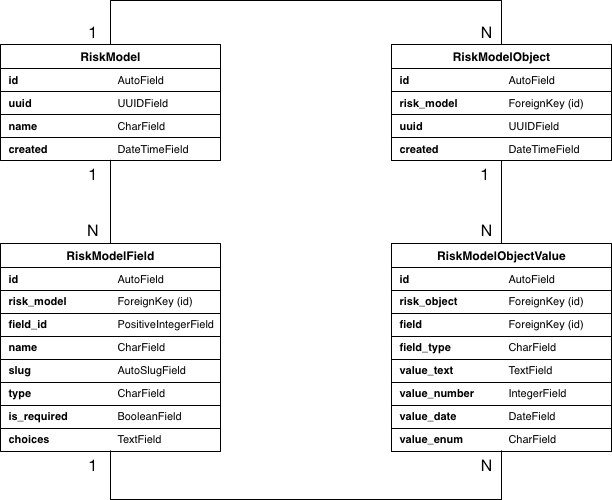 1 N
RiskModel
id AutoField
uuid UUIDField
name CharField
created DateTimeField
RiskModelObject
id AutoField
risk_model ForeignKey (id)
uuid UUIDField
created DateTimeField
1 1
N N
RiskModelField
id AutoField
risk_model ForeignKey (id)
field_id PositiveIntegerField
name CharField
slug AutoSlugField
type CharField
is_required BooleanField
choices TextField
RiskModelObjectValue
id AutoField
risk_object ForeignKey (id)
field ForeignKey (id)
field_type CharField
value_text TextField
value_number IntegerField
value_date DateField
value_enum CharField
1 N